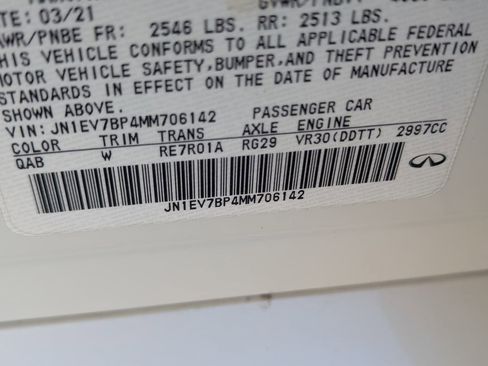 TE: 03/21
AWR/PNBE FR: 2546 LBS. RR: 2513 LBS.
HIS VEHICLE CONFORMS TO ALL APPLICABLE FEDERAL
MOTOR VEHICLE SAFETY,BUMPER,AND THEFT PREVENTION
STANDARDS IN EFFECT ON THE DATE OF MANUFACTURE
SHOWN ABOVE.
VIN: JN1EV7BP4MM706142 PASSENGER CAR
COLOR TRIM TRANS AXLE ENGINE
QAB W RE7R01A RG29 VR30(DDTT) 2997CC
JN1EV7BP4MM706142